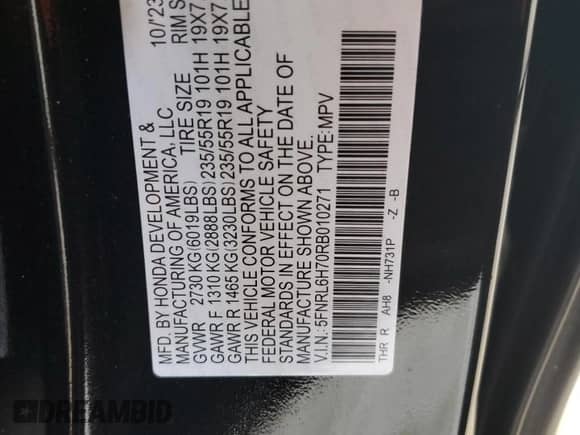 MFD. BY HONDA DEVELOPMENT & 10/23
MANUFACTURING OF AMERICA, LLC
TIRE SIZE RIM S
GVWR 2730 KG(6019LBS)
GAWR F 1310 KG(2888LBS)235/55R19 101H 19X7
GAWR R 1465 KG(3230LBS)235/55R19 101H 19X7
THIS VEHICLE CONFORMS TO ALL APPLICABLE
FEDERAL MOTOR VEHICLE SAFETY
STANDARDS IN EFFECT ON THE DATE OF
MANUFACTURE SHOWN ABOVE.
V.I.N.:5FNRL6H70RB010271 TYPE:MPV
THR R AH8 -NH731P -Z -B
DREAMBID